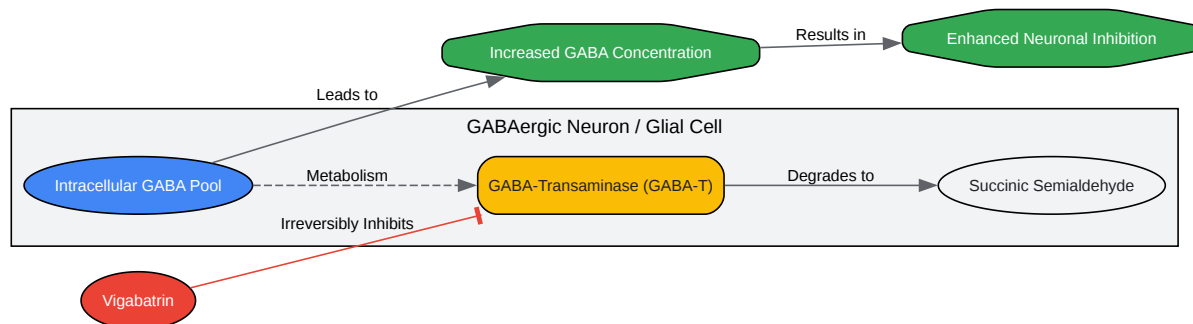 Results in
Increased GABA Concentration
Enhanced Neuronal Inhibition
Leads to
GABAergic Neuron / Glial Cell
Metabolism
Degrades to
Intracellular GABA Pool
GABA-Transaminase (GABA-T)
Succinic Semialdehyde
Irreversibly Inhibits
Vigabatrin